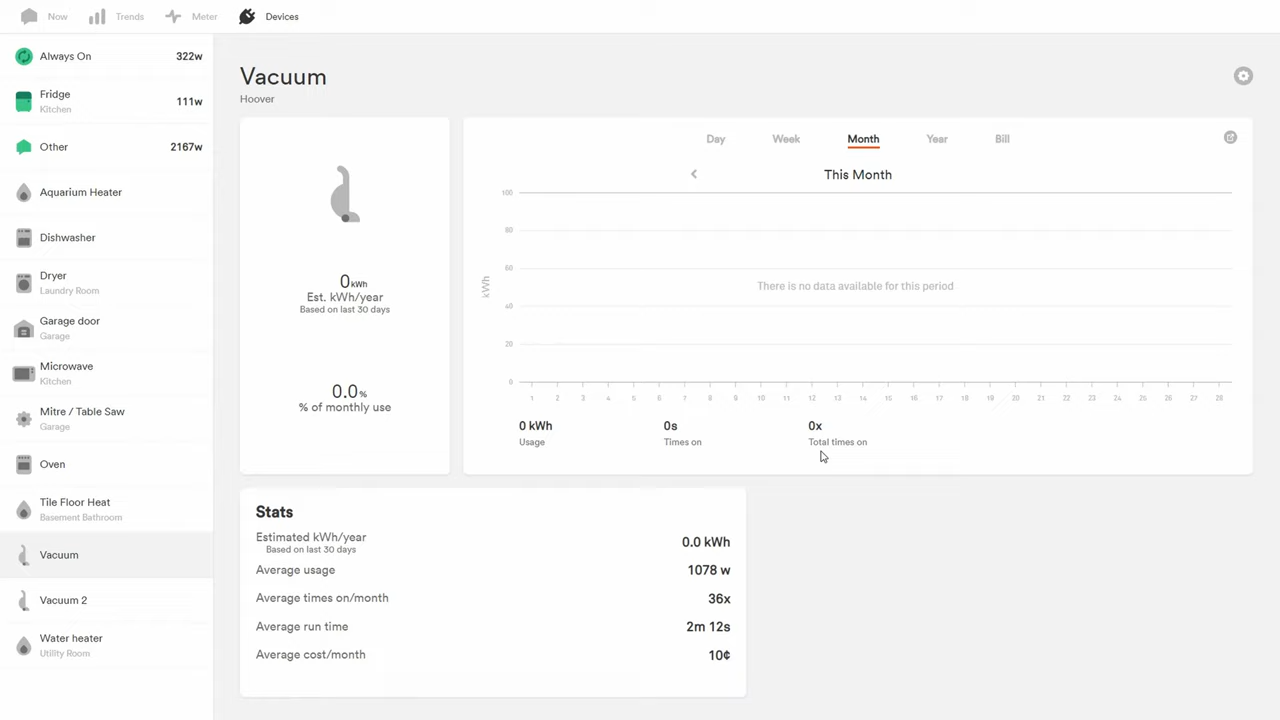 Now Trends Meter Devices
Always On 322w
Fridge
Kitchen
111w
Other 2167w
Aquarium Heater
Dishwasher
Dryer
Laundry Room
Garage door
Garage
Microwave
Kitchen
Mitre / Table Saw
Garage
Oven
Tile Floor Heat
Basement Bathroom
Vacuum
Vacuum 2
Water heater
Utility Room
Vacuum
Hoover
0 kWh
Est. kWh/year
Based on last 30 days
0.0 %
% of monthly use
Day Week Month Year Bill
This Month
100
80
60
40
20
0
kWh
There is no data available for this period
1 2 3 4 5 6 7 8 9 10 11 12 13 14 15 16 17 18 19 20 21 22 23 24 25 26 27 28
0 kWh 0s 0x
Usage Times on Total times on
Stats
Estimated kWh/year
Based on last 30 days
0.0 kWh
Average usage 1078 w
Average times on/month 36x
Average run time 2m 12s
Average cost/month 10¢